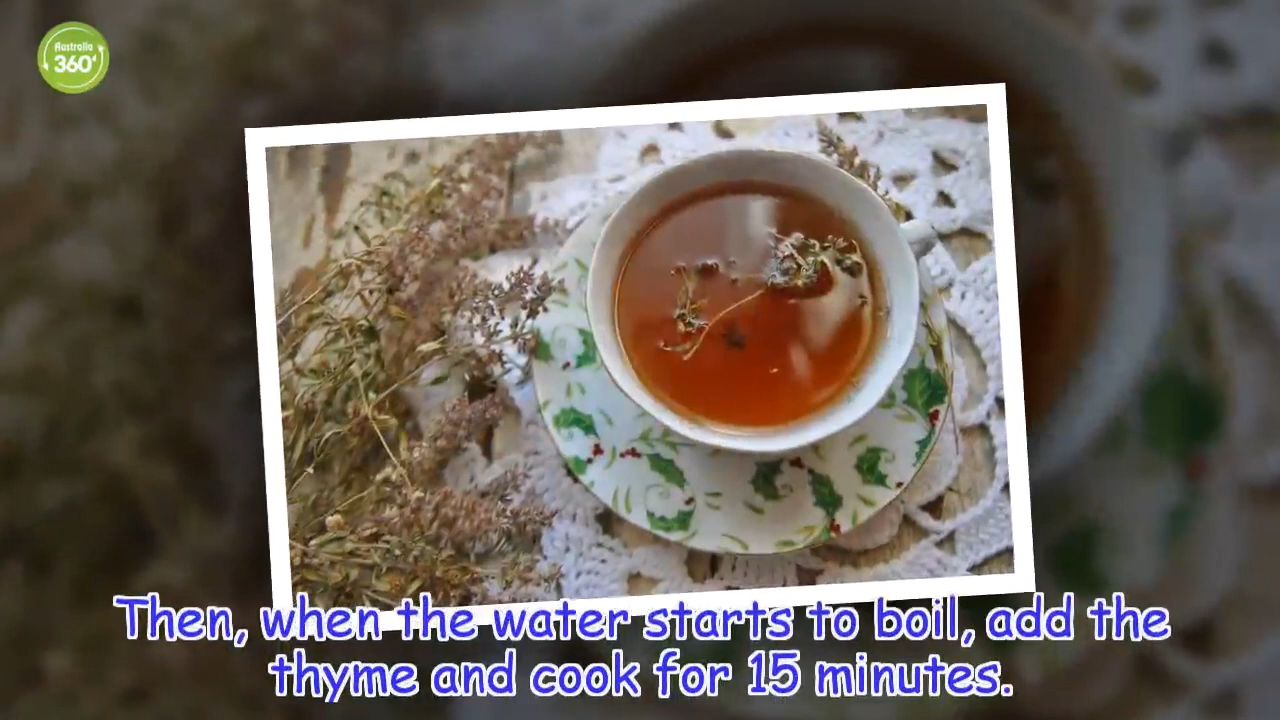 Australia
360°
Then, when the water starts to boil, add the
thyme and cook for 15 minutes.